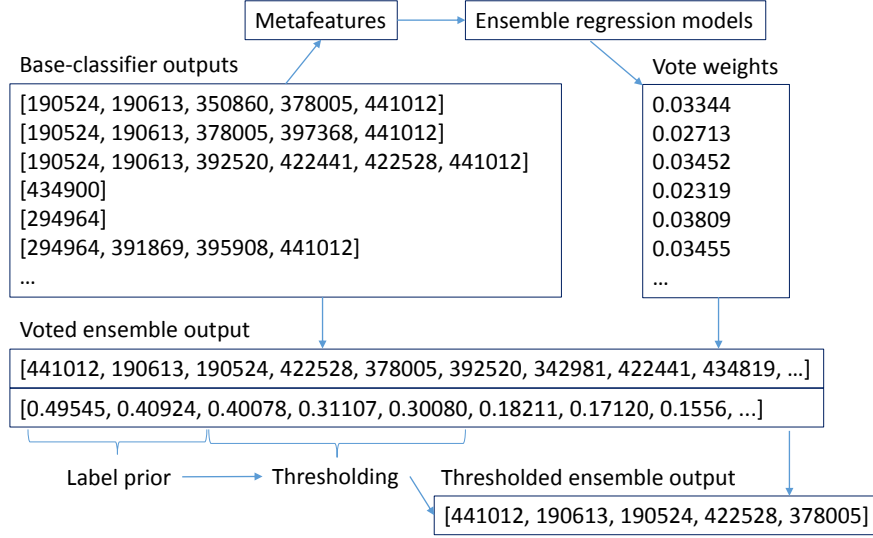 Metafeatures
Ensemble regression models
Base-classifier outputs
Vote weights
[190524, 190613, 350860, 378005, 441012]
[190524, 190613, 378005, 397368, 441012]
[190524, 190613, 392520, 422441, 422528, 441012]
[434900]
[294964]
[294964, 391869, 395908, 441012]
...
0.03344
0.02713
0.03452
0.02319
0.03809
0.03455
...
Voted ensemble output
[441012, 190613, 190524, 422528, 378005, 392520, 342981, 422441, 434819, ...]
[0.49545, 0.40924, 0.40078, 0.31107, 0.30080, 0.18211, 0.17120, 0.1556, ...]
Label prior
Thresholding
Thresholded ensemble output
[441012, 190613, 190524, 422528, 378005]